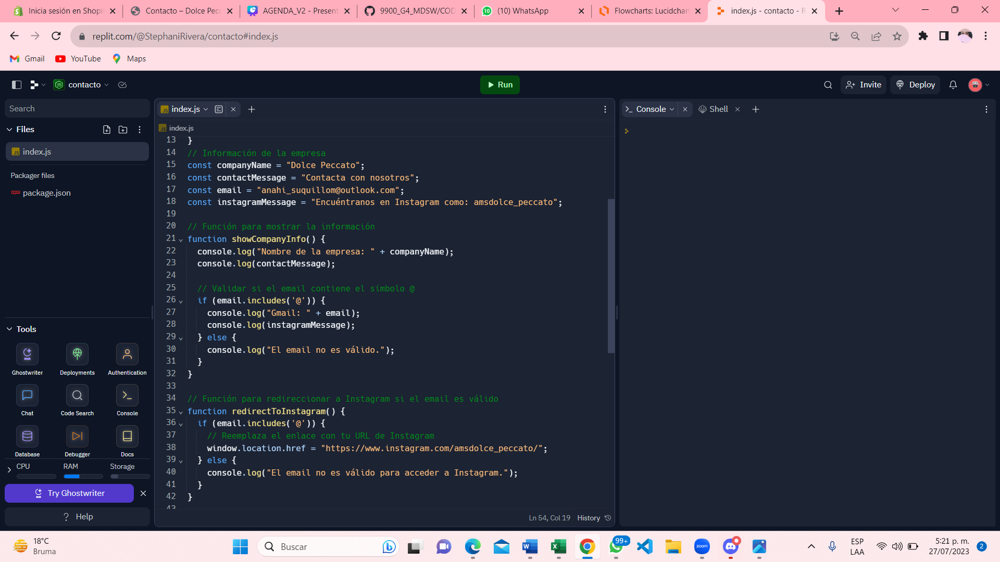 Inicia sesión en Shopi
Contacto – Dolce Pecc
AGENDA_V2 - Present
9900_G4_MDSW/COD
10
(10) WhatsApp
Flowcharts: Lucidchar
index.js - contacto - R
replit.com/@StephaniRivera/contacto#index.js
Gmail
YouTube
Maps
contacto
Run
Invite
Deploy
Search
index.js
Console
Shell
Files
index.js
index.js
Packager files
package.json
13 }
14 // Información de la empresa
15 const companyName = "Dolce Peccato";
16 const contactMessage = "Contacta con nosotros";
17 const email = "anahi_suquillom@outlook.com";
18 const instagramMessage = "Encuéntranos en Instagram como: amsdolce_peccato";
19
20 // Función para mostrar la información
21 function showCompanyInfo() {
22 console.log("Nombre de la empresa: " + companyName);
23 console.log(contactMessage);
24
25 // Validar si el email contiene el símbolo @
26 if (email.includes('@')) {
27 console.log("Gmail: " + email);
28 console.log(instagramMessage);
29 } else {
30 console.log("El email no es válido.");
31 }
32 }
33
34 // Función para redireccionar a Instagram si el email es válido
35 function redirectToInstagram() {
36 if (email.includes('@')) {
37 // Reemplaza el enlace con tu URL de Instagram
38 window.location.href = "https://www.instagram.com/amsdolce_peccato/";
39 } else {
40 console.log("El email no es válido para acceder a Instagram.");
41 }
42 }
43
Tools
Ghostwriter
Deployments
Authentication
Chat
Code Search
Console
Database
Debugger
Docs
CPU
RAM
Storage
Try Ghostwriter
? Help
Ln 54, Col 19
History
18°C
Bruma
Buscar
zoom
99+
ESP
LAA
5:21 p. m.
27/07/2023
2